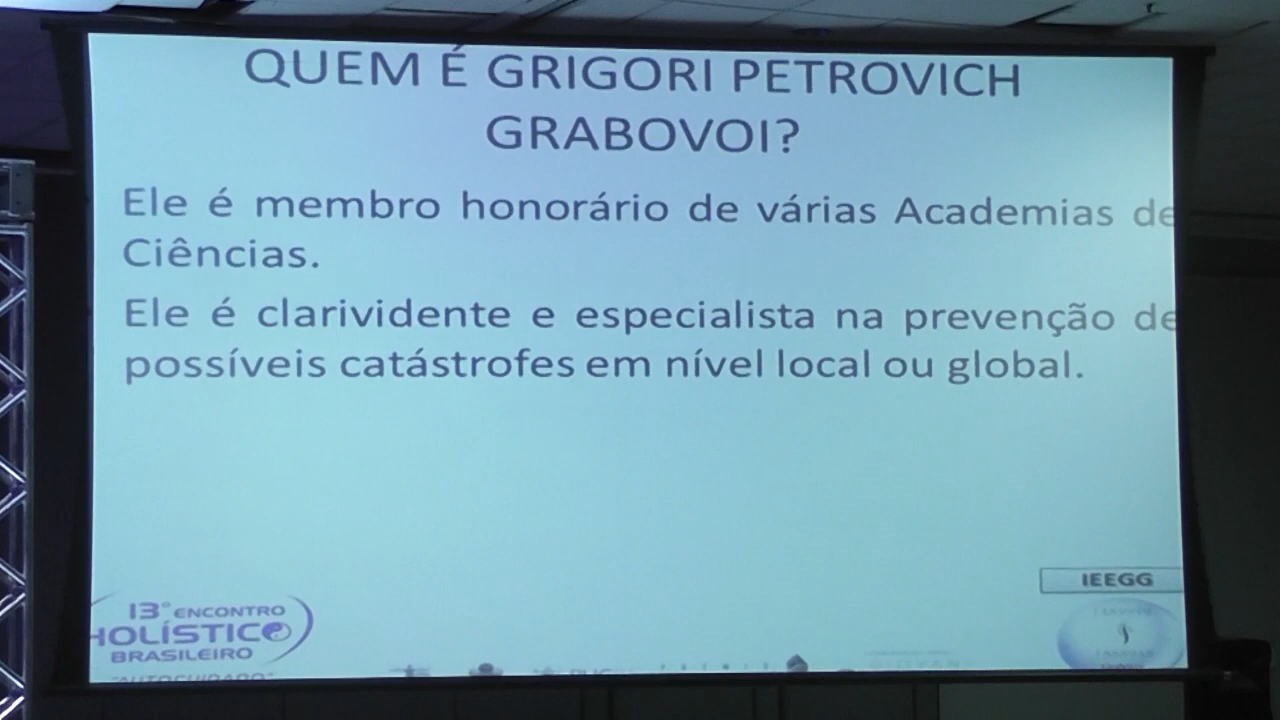 QUEM É GRIGORI PETROVICH
GRABOVOI?
Ele é membro honorário de várias Academias de
Ciências.
Ele é clarividente e especialista na prevenção de
possíveis catástrofes em nível local ou global.
IEEGG
13° ENCONTRO
HOLÍSTICO
BRASILEIRO
"AUTOCUIDADO"